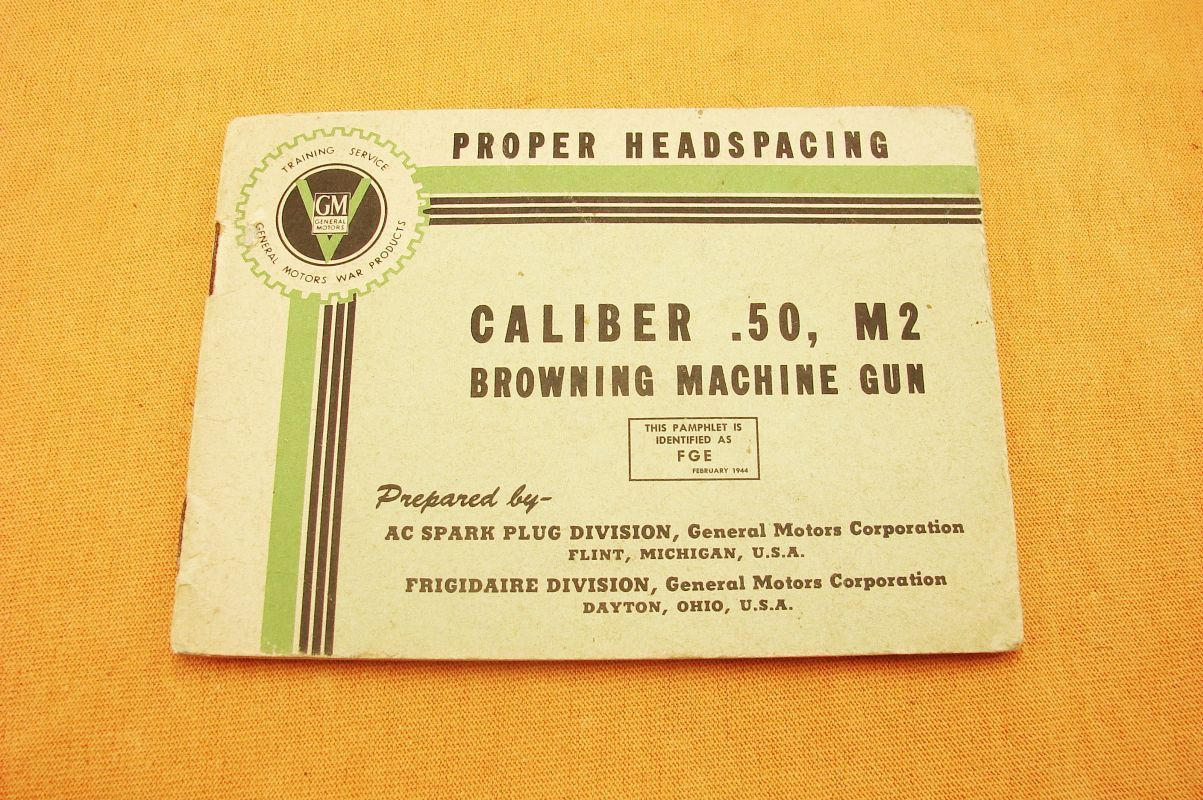 PROPER HEADSPACING
TRAINING SERVICE
GM
GENERAL
MOTORS
GENERAL MOTORS WAR PRODUCTS
CALIBER .50, M2
BROWNING MACHINE GUN
THIS PAMPHLET IS
IDENTIFIED AS
FGE
FEBRUARY 1944
Prepared by-
AC SPARK PLUG DIVISION, General Motors Corporation
FLINT, MICHIGAN, U.S.A.
FRIGIDAIRE DIVISION, General Motors Corporation
DAYTON, OHIO, U.S.A.